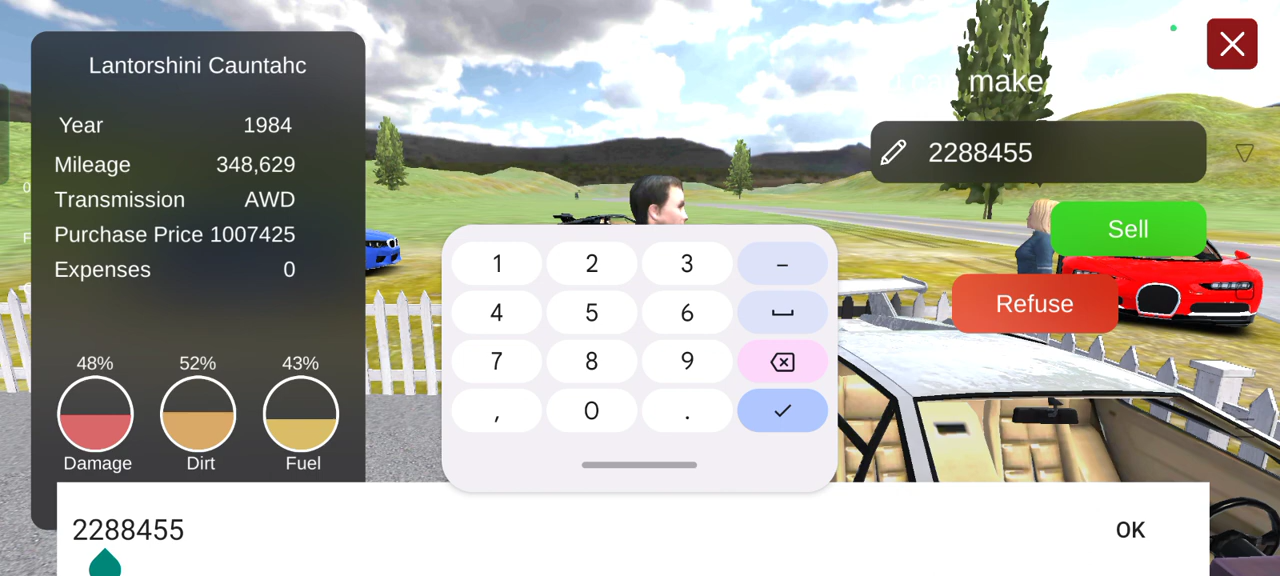 Lantorshini Cauntahc
Year 1984
Mileage 348,629
Transmission AWD
Purchase Price 1007425
Expenses 0
48% 52% 43%
Damage Dirt Fuel
make
2288455
Sell
Refuse
1 2 3 –
4 5 6
7 8 9
, 0 .
2288455
OK